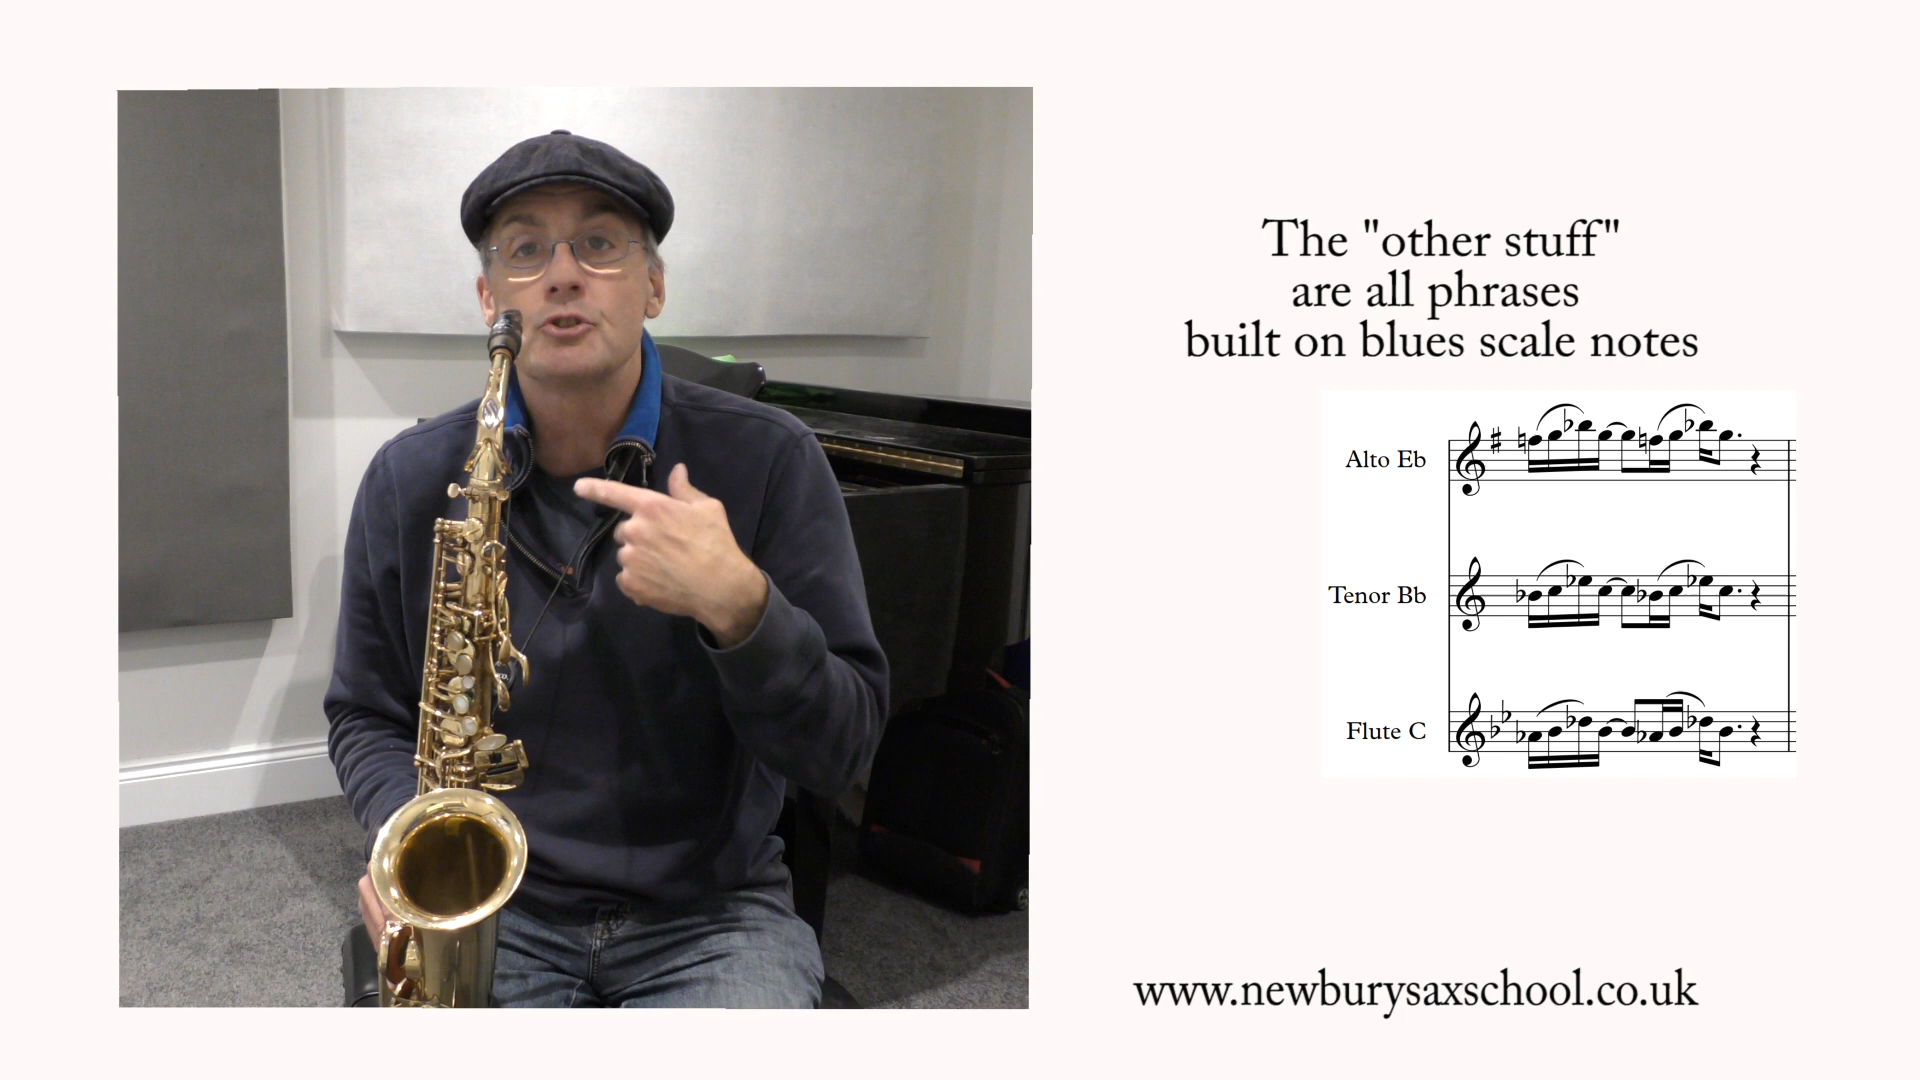 The "other stuff"
are all phrases
built on blues scale notes
Alto Eb
Tenor Bb
Flute C
www.newburysaxschool.co.uk